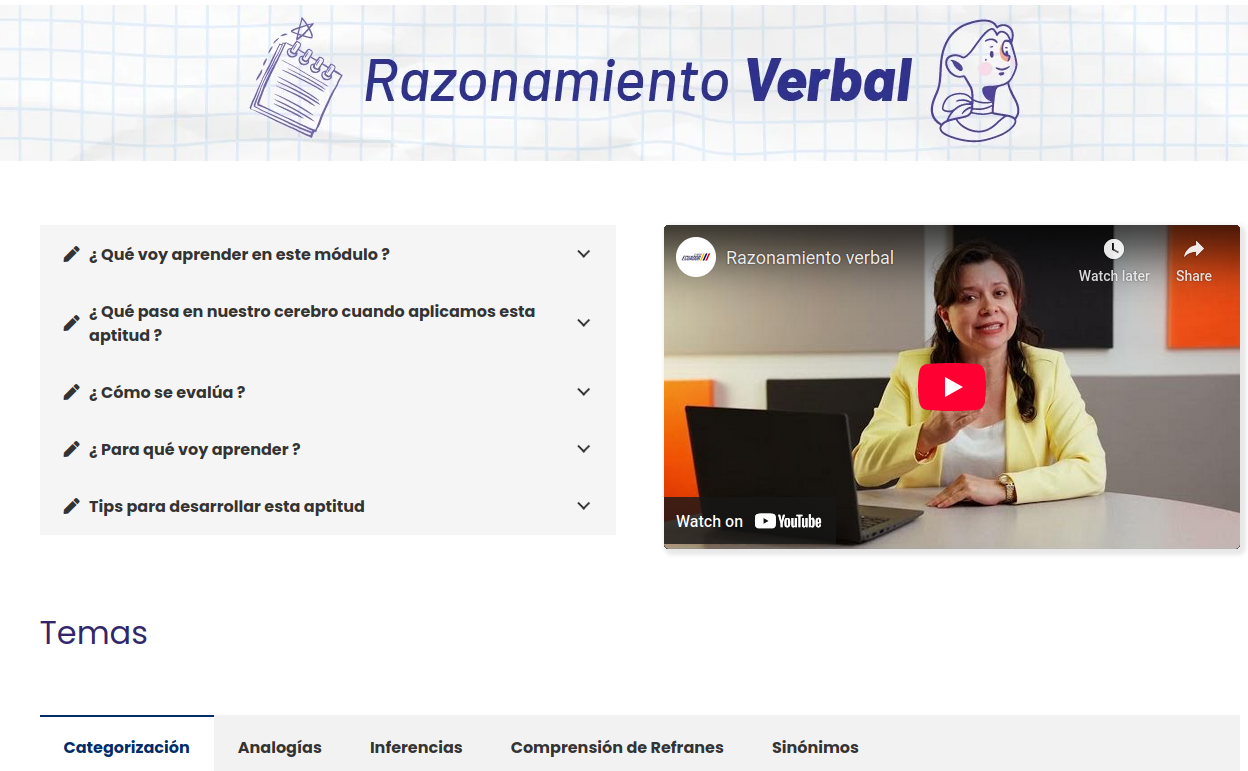 Razonamiento Verbal
¿ Qué voy aprender en este módulo ?
¿ Qué pasa en nuestro cerebro cuando aplicamos esta
aptitud ?
¿ Cómo se evalúa ?
¿ Para qué voy aprender ?
Tips para desarrollar esta aptitud
ECUADOR
Razonamiento verbal
Watch later
Share
Watch on YouTube
Temas
Categorización
Analogías
Inferencias
Comprensión de Refranes
Sinónimos